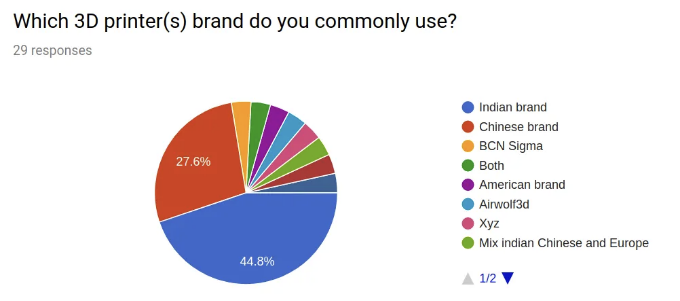 Which 3D printer(s) brand do you commonly use?
29 responses
27.6%
44.8%
Indian brand
Chinese brand
BCN Sigma
Both
American brand
Airwolf3d
Xyz
Mix indian Chinese and Europe
1/2